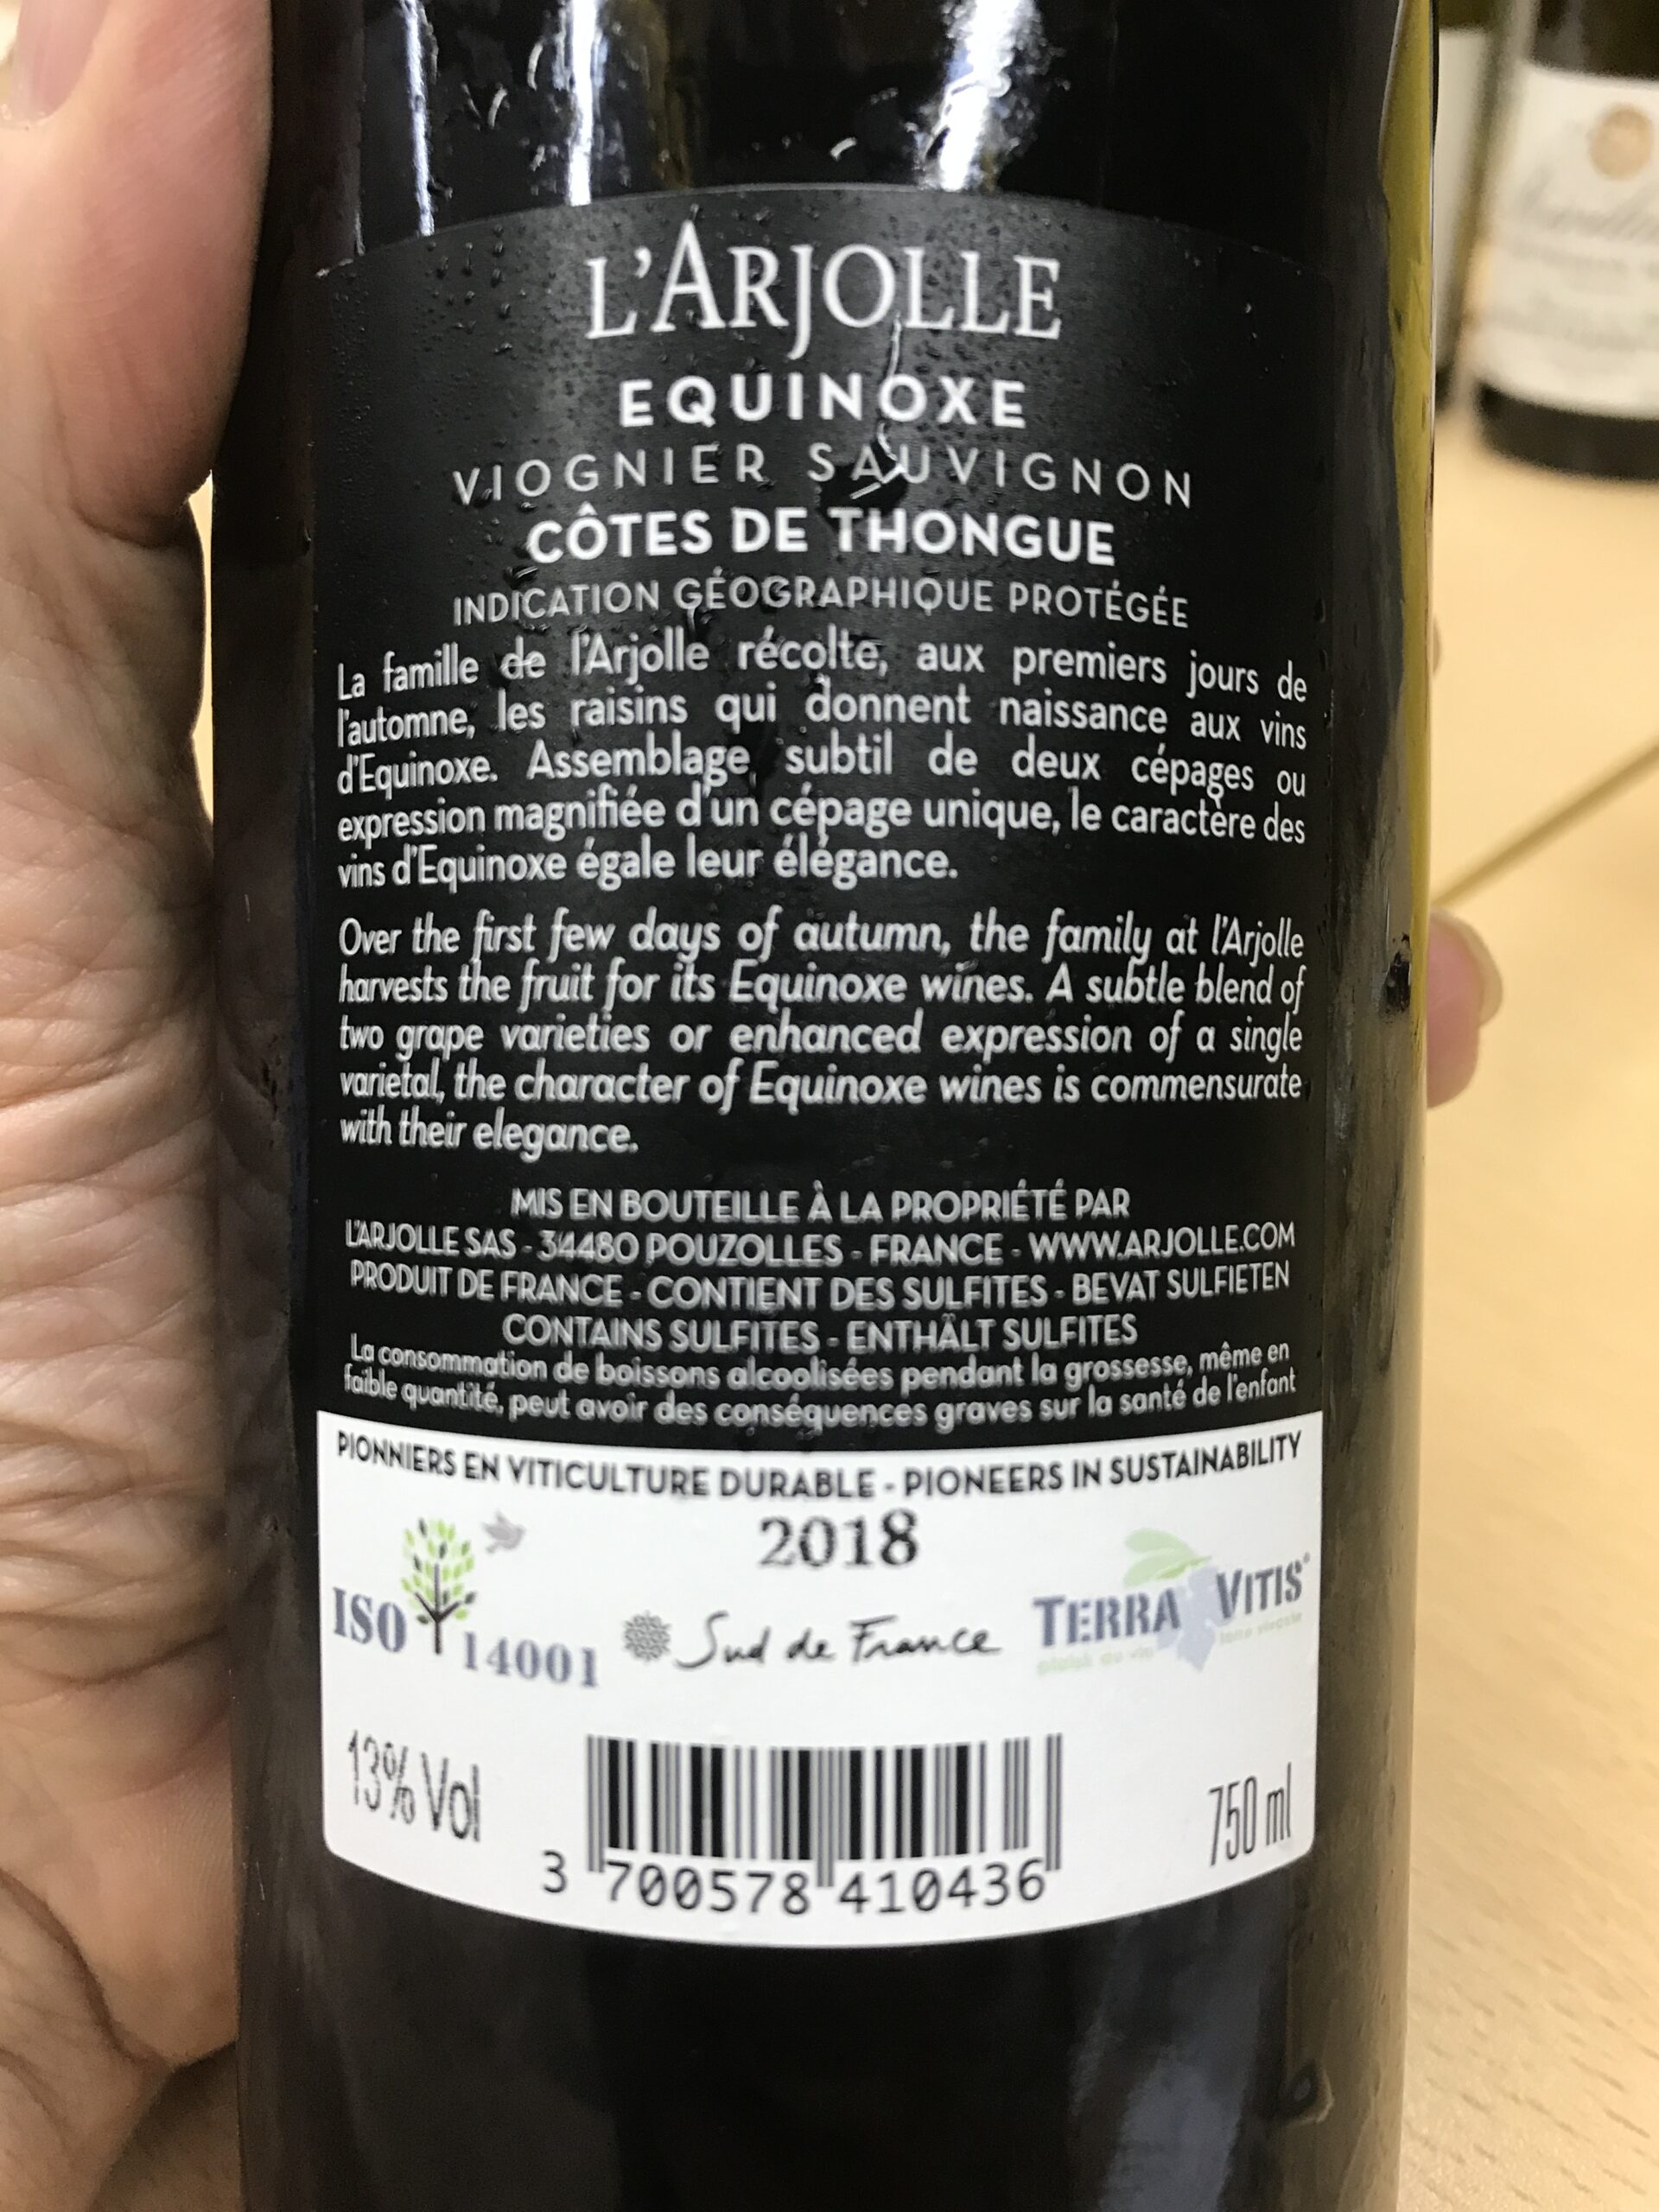 L'ARJOLLE
EQUINOXE
VIOGNIER SAUVIGNON
CÔTES DE THONGUE
INDICATION GÉOGRAPHIQUE PROTÉGÉE
La famille de l'Arjolle récolte, aux premiers jours de
l'automne, les raisins qui donnent naissance aux vins
d'Equinoxe. Assemblage subtil de deux cépages ou
expression magnifiée d'un cépage unique, le caractère des
vins d'Equinoxe égale leur élégance.
Over the first few days of autumn, the family at l'Arjolle
harvests the fruit for its Equinoxe wines. A subtle blend of
two grape varieties or enhanced expression of a single
varietal, the character of Equinoxe wines is commensurate
with their elegance.
MIS EN BOUTEILLE À LA PROPRIÉTÉ PAR
L'ARJOLLE SAS - 34480 POUZOLLES - FRANCE - WWW.ARJOLLE.COM
PRODUIT DE FRANCE - CONTIENT DES SULFITES - BEVAT SULFIETEN
CONTAINS SULFITES - ENTHÄLT SULFITES
La consommation de boissons alcoolisées pendant la grossesse, même en
faible quantité, peut avoir des conséquences graves sur la santé de l'enfant
PIONNIERS EN VITICULTURE DURABLE - PIONEERS IN SUSTAINABILITY
2018
ISO 14001
Sud de France
TERRA VITIS®
13% Vol
750 ml
3 700578 410436